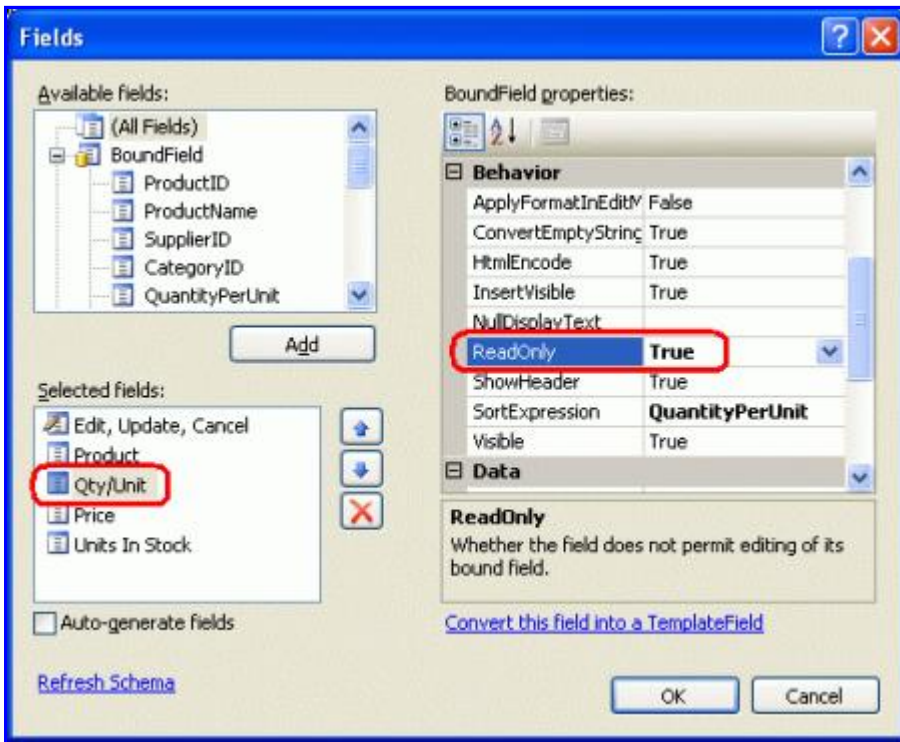 Fields
Available fields:
(All Fields)
BoundField
ProductID
ProductName
SupplierID
CategoryID
QuantityPerUnit
Add
Selected fields:
Edit, Update, Cancel
Product
Qty/Unit
Price
Units In Stock
Auto-generate fields
Refresh Schema
BoundField properties:
Behavior
ApplyFormatInEditM False
ConvertEmptyString True
HtmlEncode True
InsertVisible True
NullDisplayText
ReadOnly True
ShowHeader True
SortExpression QuantityPerUnit
Visible True
Data
ReadOnly
Whether the field does not permit editing of its
bound field.
Convert this field into a TemplateField
OK Cancel